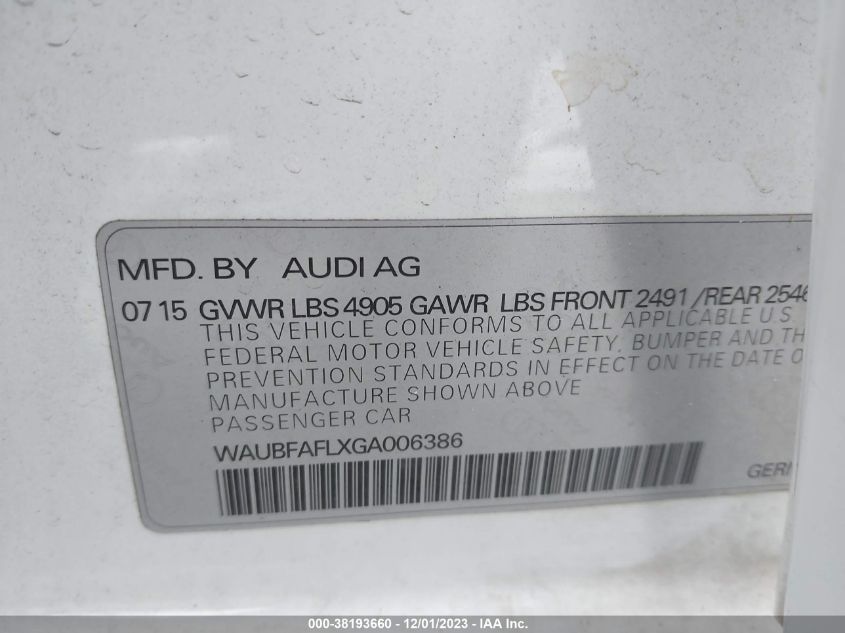 MFD. BY AUDI AG
07 15 GVWR LBS 4905 GAWR LBS FRONT 2491 /REAR 2546
THIS VEHICLE CONFORMS TO ALL APPLICABLE U.S.
FEDERAL MOTOR VEHICLE SAFETY, BUMPER AND TH
PREVENTION STANDARDS IN EFFECT ON THE DATE O
MANUFACTURE SHOWN ABOVE
PASSENGER CAR
WAUBFAFLXGA006386
GERM
000-38193660 - 12/01/2023 - IAA Inc.